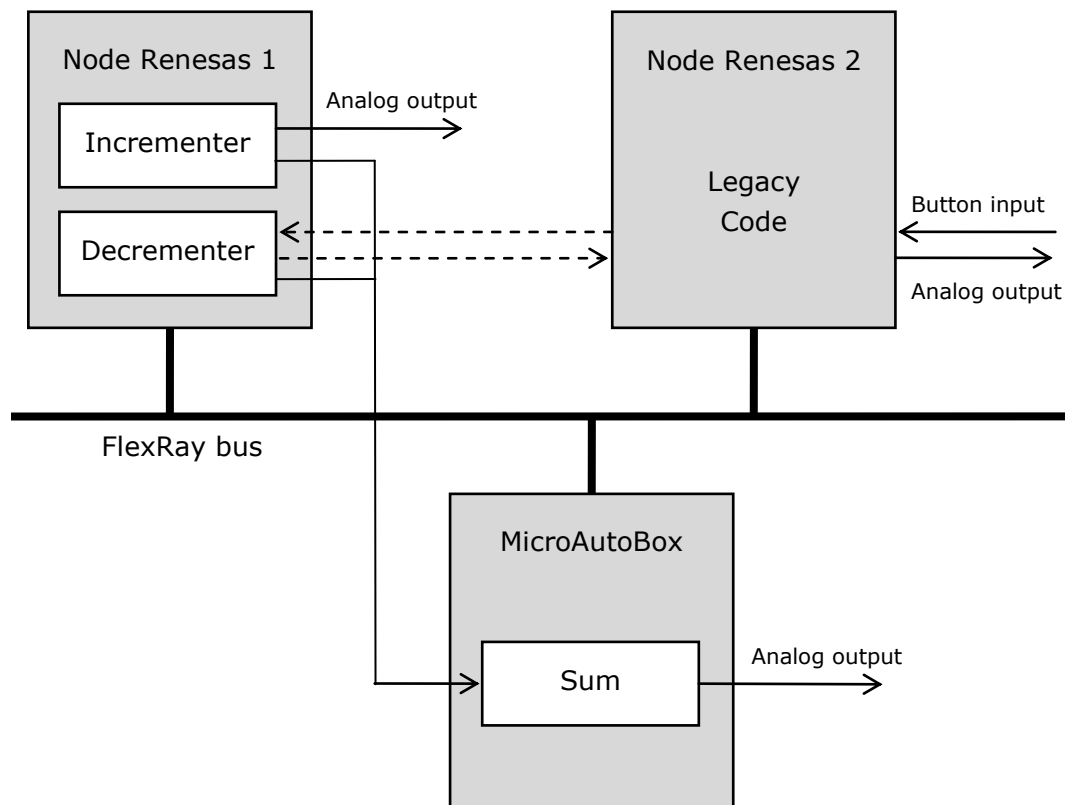 Node Renesas 1
Incrementer
Decrementer
Analog output
Node Renesas 2
Legacy
Code
Button input
Analog output
FlexRay bus
MicroAutoBox
Sum
Analog output